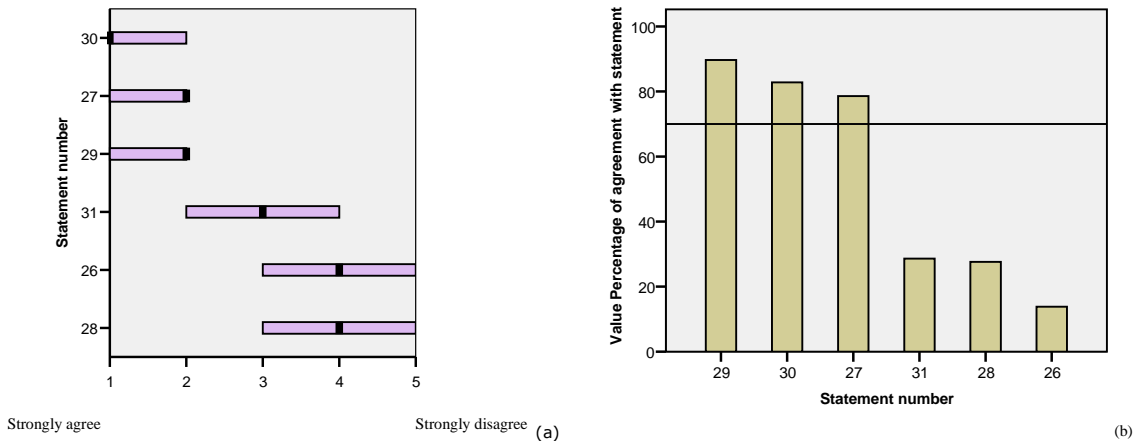 Statement number
30
27
29
31
26
28
1 2 3 4 5
Strongly agree Strongly disagree (a)
Value Percentage of agreement with statement
100
80
60
40
20
0
29 30 27 31 28 26
Statement number
(b)